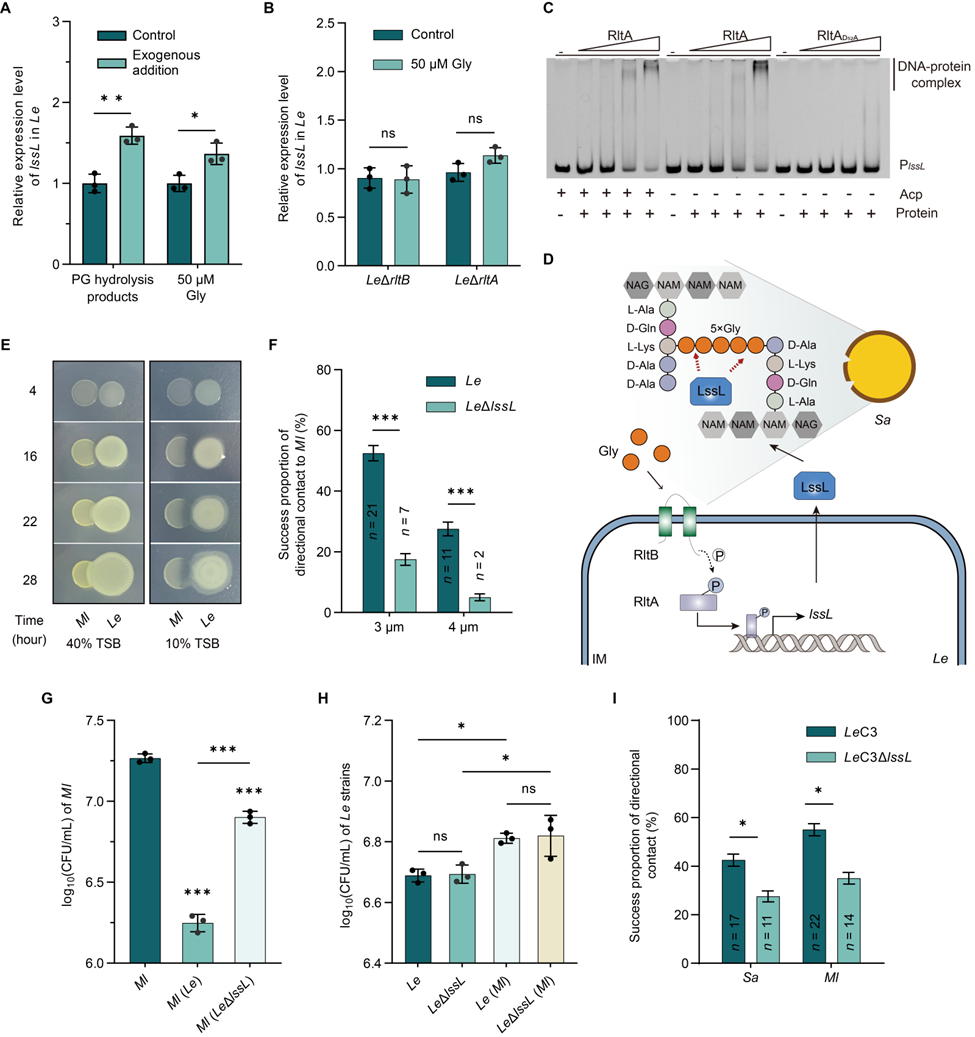 A
Relative expression level
of lssL in Le
2.0
1.5
1.0
0.5
0
Control
Exogenous
addition
* *
*
PG hydrolysis
products
50 µM
Gly
B
Relative expression level
of lssL in Le
2.5
2.0
1.5
1.0
0.5
0.0
Control
50 µM Gly
ns
ns
LeΔrltB
LeΔrltA
C
- RltA - RltA - RltAD52A
DNA-protein
complex
PlssL
+ + + + + - - - - - - - - - - Acp
- + + + + - + + + + - + + + + Protein
D
NAG NAM NAM NAM
L-Ala
D-Gln
L-Lys
D-Ala
D-Ala
5×Gly
LssL
D-Ala
L-Lys
D-Gln
L-Ala
NAM NAM NAM NAG
Sa
Gly
LssL
RltB
P
RltA
P
P
lssL
IM
Le
E
4
16
22
28
Time
(hour)
Ml Le Ml Le
40% TSB 10% TSB
F
Success proportion of
directional contact to Ml (%)
80
60
40
20
0
Le
LeΔlssL
***
***
n = 21
n = 7
n = 11
n = 2
3 µm
4 µm
G
log10(CFU/mL) of Ml
7.5
7.0
6.5
6.0
***
***
***
Ml
Ml (Le)
Ml (LeΔlssL)
H
log10(CFU/mL) of Le strains
7.2
7.0
6.8
6.6
6.4
*
*
ns
ns
Le
LeΔlssL
Le (Ml)
LeΔlssL (Ml)
I
Success proportion of directional
contact (%)
100
80
60
40
20
0
LeC3
LeC3ΔlssL
*
*
n = 17
n = 11
n = 22
n = 14
Sa
Ml